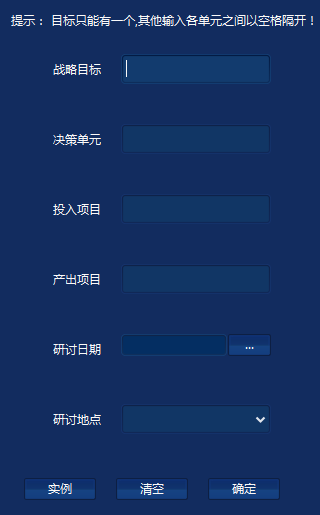 提示： 目标只能有一个,其他输入各单元之间以空格隔开！
战略目标
决策单元
投入项目
产出项目
研讨日期 ...
研讨地点
实例 清空 确定